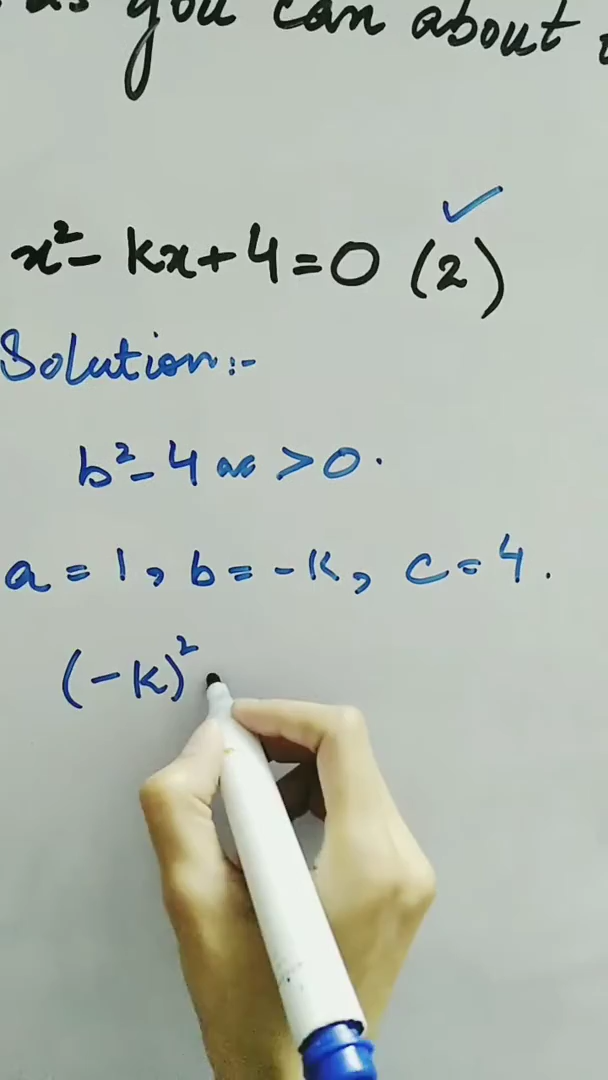 as you can about
x² - kx + 4 = 0 (2) ✓
Solution:-
b² - 4ac > 0.
a = 1, b = -k, c = 4.
(-k)²